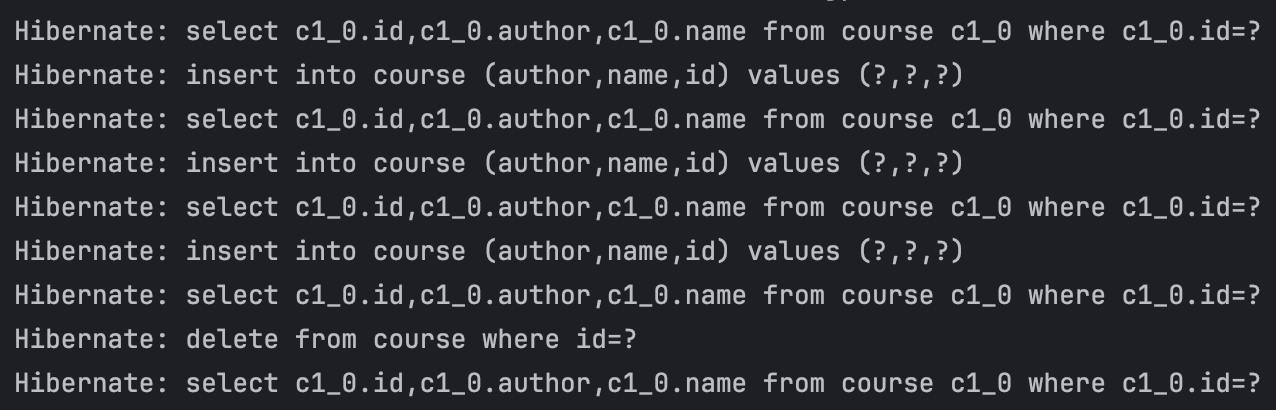 Hibernate: select c1_0.id,c1_0.author,c1_0.name from course c1_0 where c1_0.id=?
Hibernate: insert into course (author,name,id) values (?,?,?)
Hibernate: select c1_0.id,c1_0.author,c1_0.name from course c1_0 where c1_0.id=?
Hibernate: insert into course (author,name,id) values (?,?,?)
Hibernate: select c1_0.id,c1_0.author,c1_0.name from course c1_0 where c1_0.id=?
Hibernate: insert into course (author,name,id) values (?,?,?)
Hibernate: select c1_0.id,c1_0.author,c1_0.name from course c1_0 where c1_0.id=?
Hibernate: delete from course where id=?
Hibernate: select c1_0.id,c1_0.author,c1_0.name from course c1_0 where c1_0.id=?